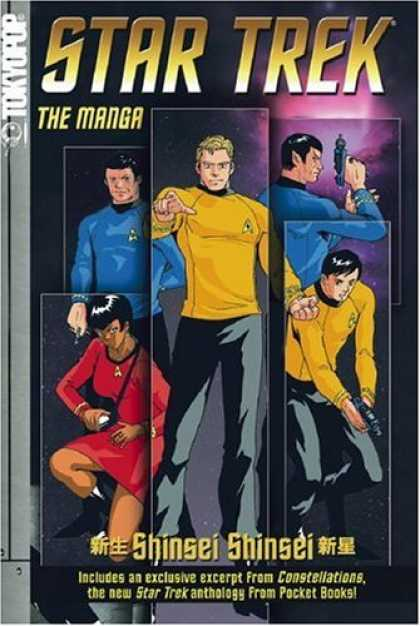 TOKYOPOP®
STAR TREK®
THE MANGA
新生 Shinsei Shinsei 新星
Includes an exclusive excerpt from Constellations,
the new Star Trek anthology from Pocket Books!